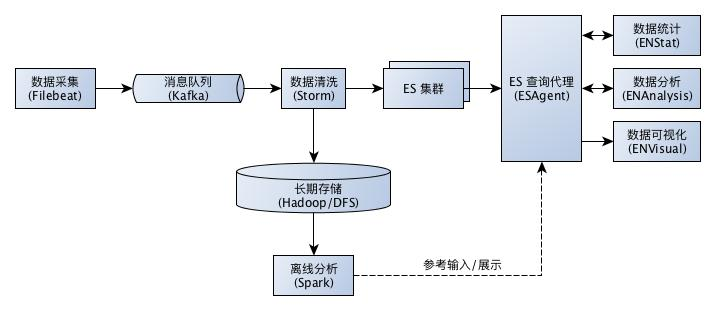 数据采集
(Filebeat)
消息队列
(Kafka)
数据清洗
(Storm)
ES 集群
ES 查询代理
(ESAgent)
数据统计
(ENStat)
数据分析
(ENAnalysis)
数据可视化
(ENVisual)
长期存储
(Hadoop/DFS)
离线分析
(Spark)
参考输入/展示